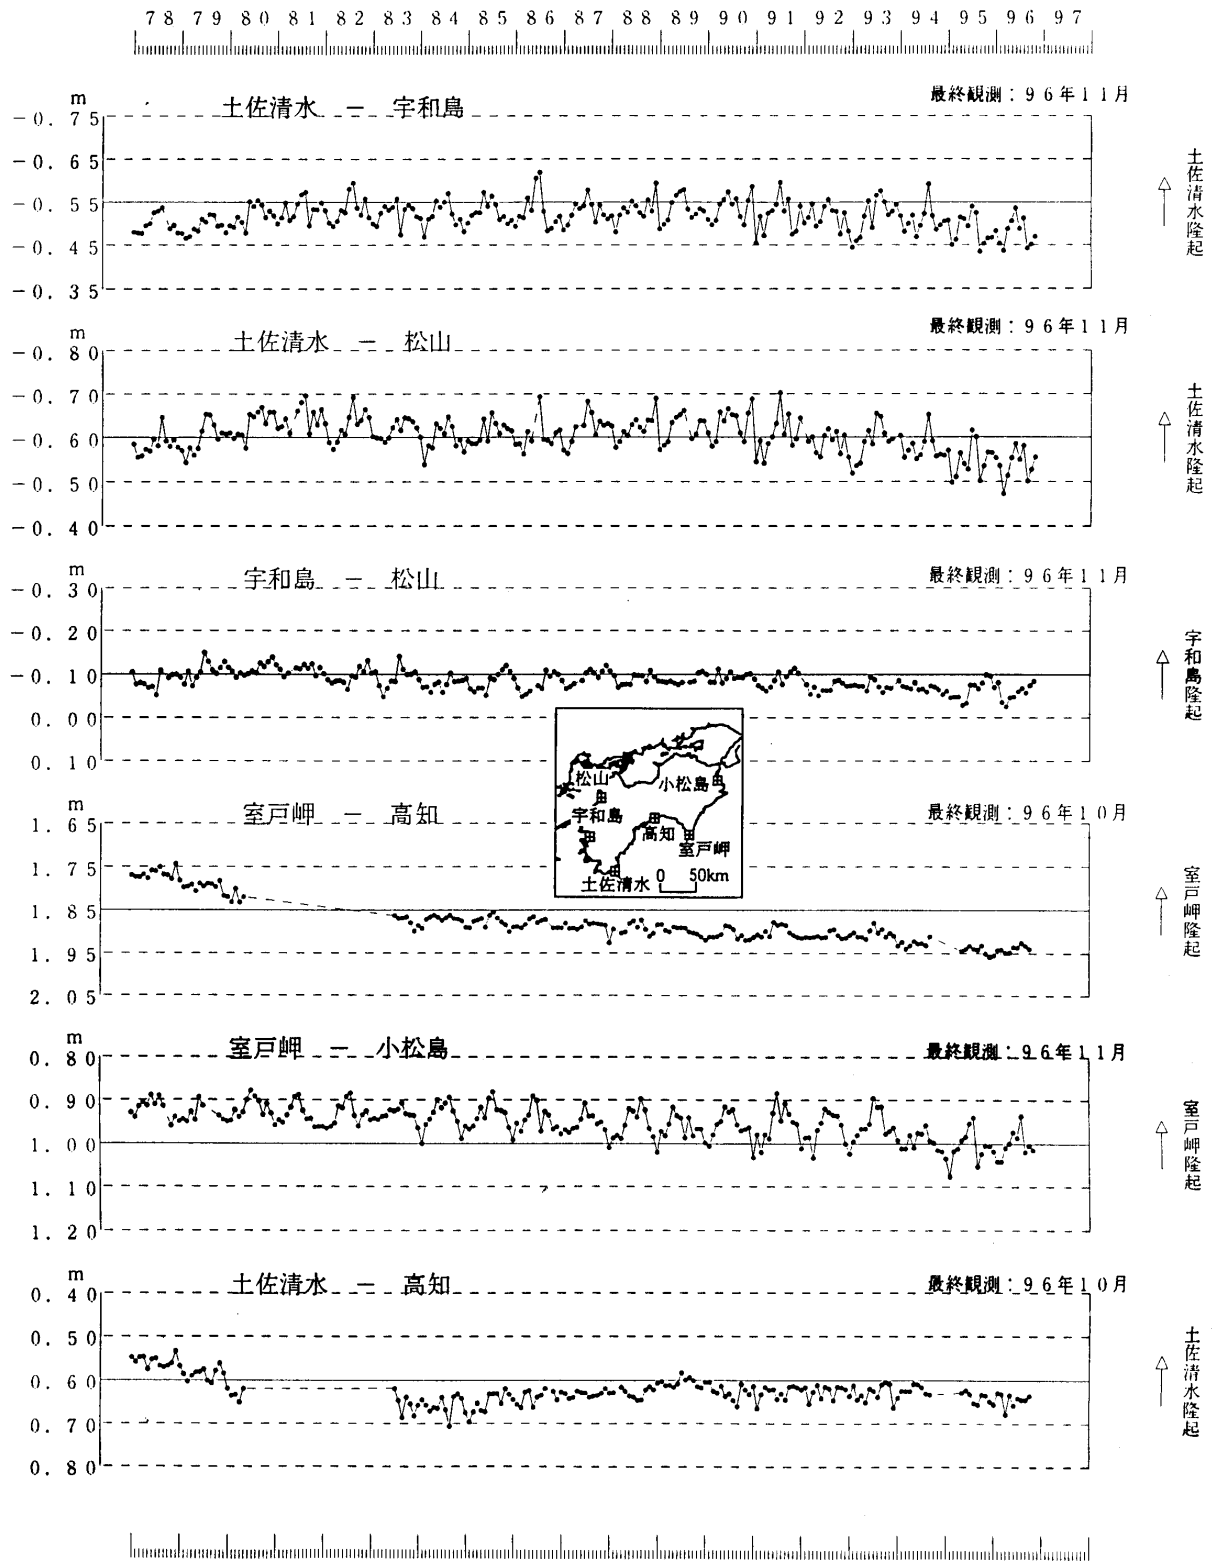 78 79 80 81 82 83 84 85 86 87 88 89 90 91 92 93 94 95 96 97
m
土佐清水 － 宇和島
最終観測：96年11月
-0.75
-0.65
-0.55
-0.45
-0.35
土佐清水隆起
m
土佐清水 － 松山
最終観測：96年11月
-0.80
-0.70
-0.60
-0.50
-0.40
土佐清水隆起
m
宇和島 － 松山
最終観測：96年11月
-0.30
-0.20
-0.10
0.00
0.10
宇和島隆起
松山
小松島
宇和島
高知
室戸岬
土佐清水
0 50km
m
室戸岬 － 高知
最終観測：96年10月
1.65
1.75
1.85
1.95
2.05
室戸岬隆起
m
室戸岬 － 小松島
最終観測：96年11月
0.80
0.90
1.00
1.10
1.20
室戸岬隆起
m
土佐清水 － 高知
最終観測：96年10月
0.40
0.50
0.60
0.70
0.80
土佐清水隆起